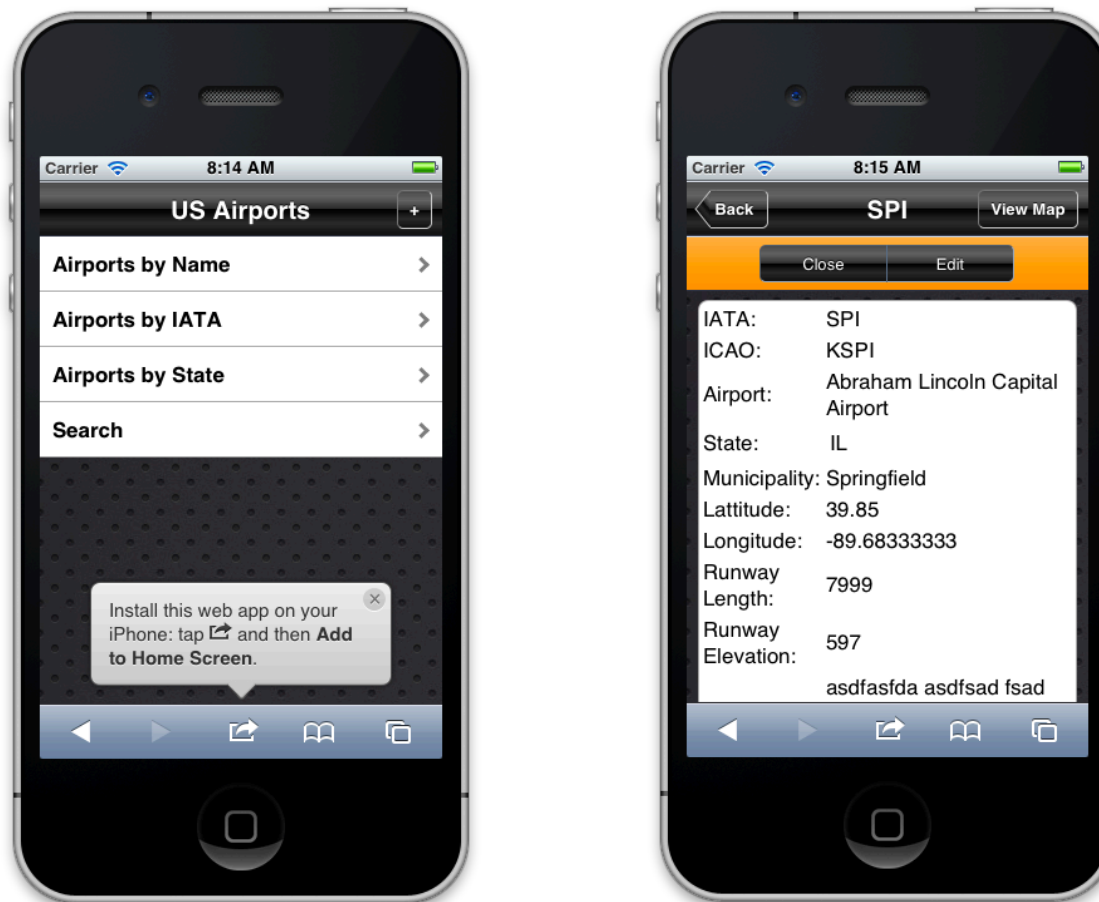 Carrier 8:14 AM
US Airports +
Airports by Name
Airports by IATA
Airports by State
Search
Install this web app on your
iPhone: tap and then Add
to Home Screen.
Carrier 8:15 AM
Back SPI View Map
Close Edit
IATA: SPI
ICAO: KSPI
Airport: Abraham Lincoln Capital
Airport
State: IL
Municipality: Springfield
Lattitude: 39.85
Longitude: -89.68333333
Runway
Length: 7999
Runway
Elevation: 597
asdfasfda asdfsad fsad